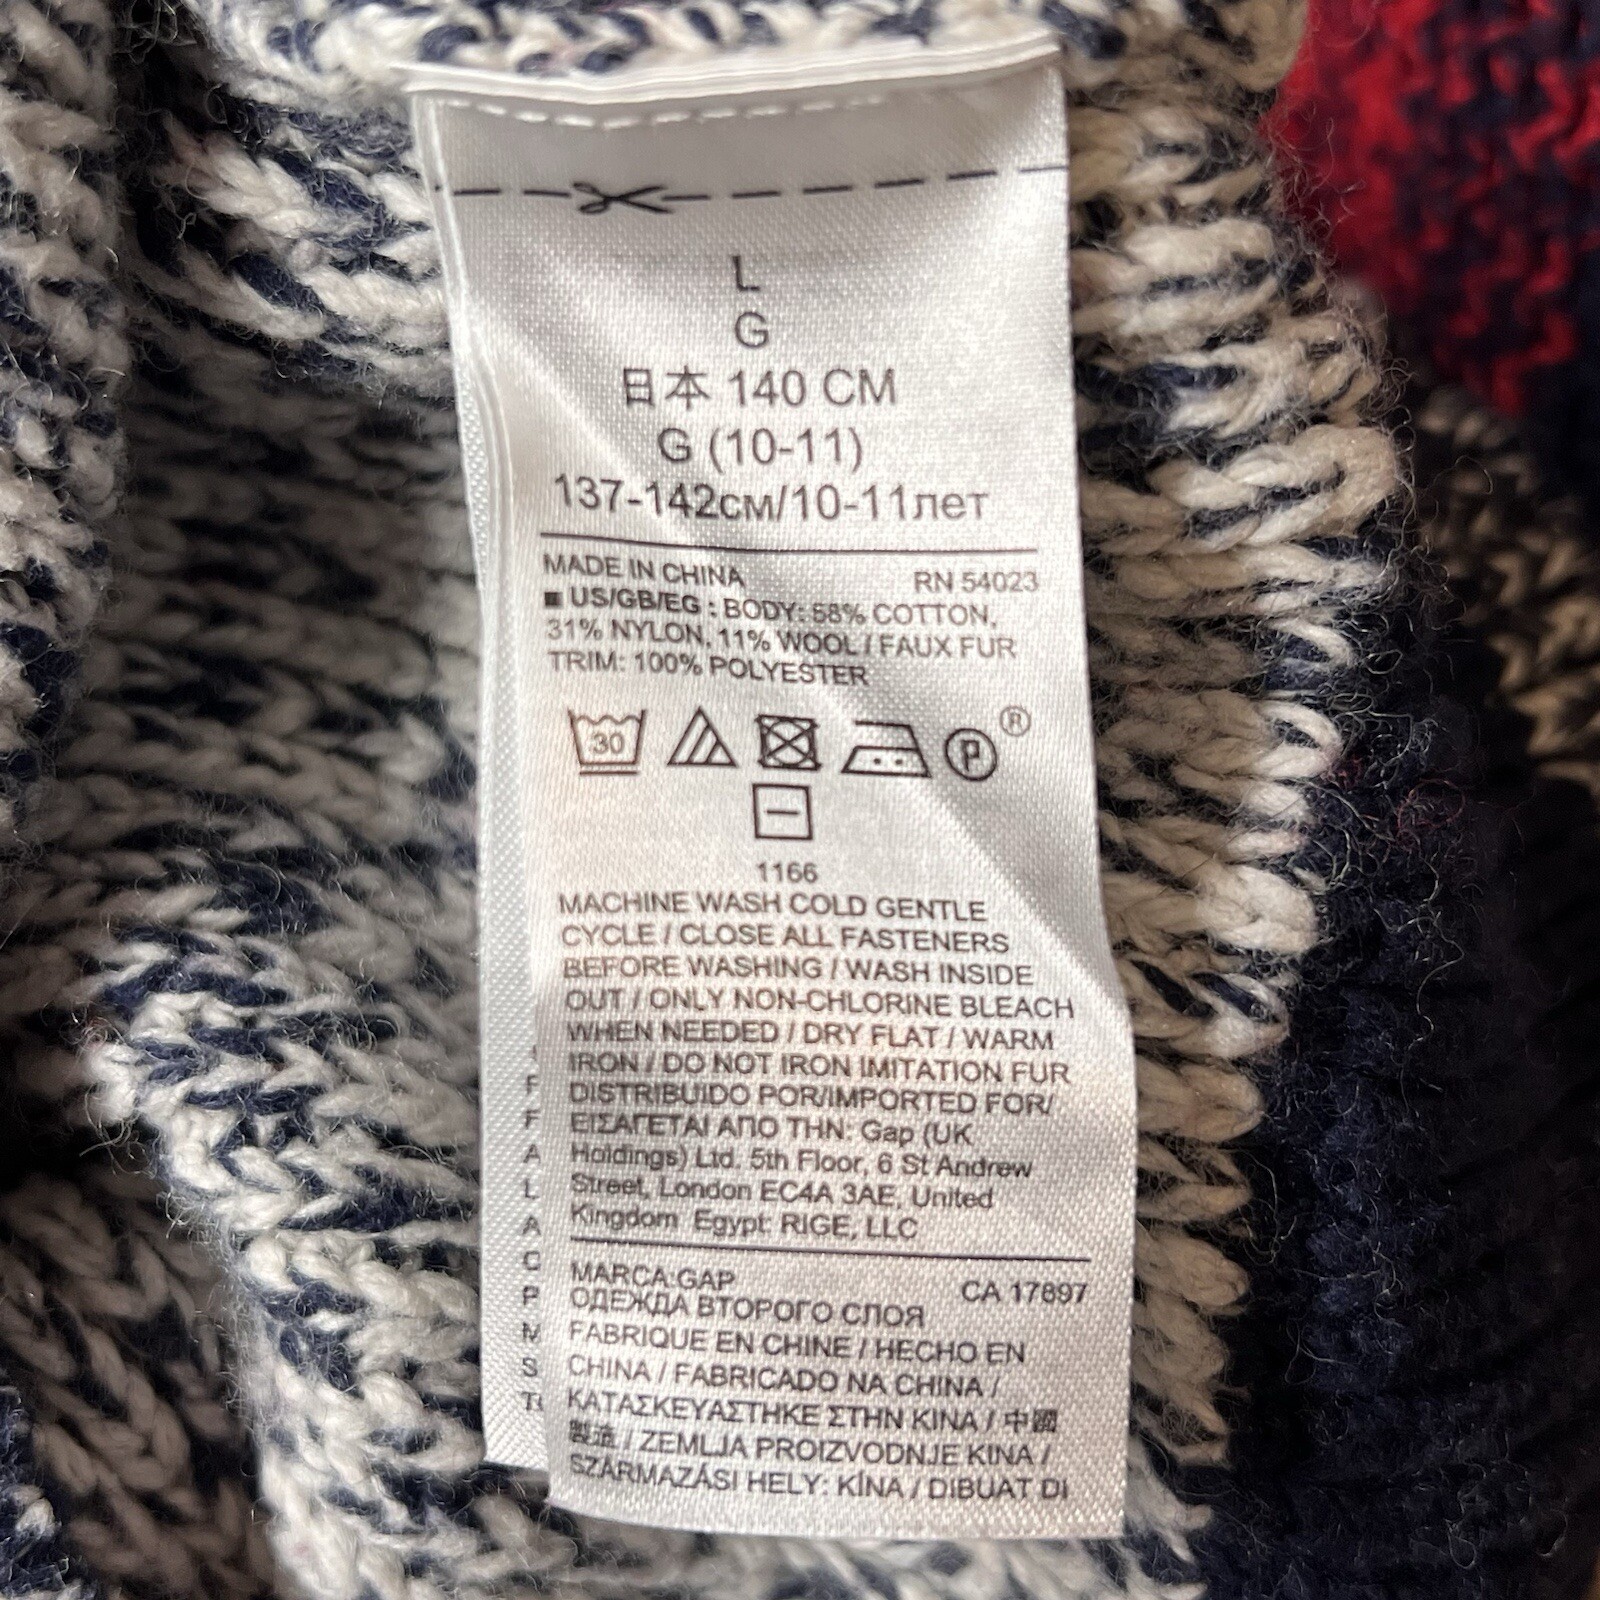 L
G
日本 140 CM
G (10-11)
137-142см/10-11лет
MADE IN CHINA RN 54023
■ US/GB/EG : BODY: 58% COTTON,
31% NYLON, 11% WOOL / FAUX FUR
TRIM: 100% POLYESTER
30
P ®
1166
MACHINE WASH COLD GENTLE
CYCLE / CLOSE ALL FASTENERS
BEFORE WASHING / WASH INSIDE
OUT / ONLY NON-CHLORINE BLEACH
WHEN NEEDED / DRY FLAT / WARM
IRON / DO NOT IRON IMITATION FUR
DISTRIBUIDO POR/IMPORTED FOR/
ΕΙΣΑΓΕΤΑΙ ΑΠΟ ΤΗΝ: Gap (UK
Holdings) Ltd. 5th Floor, 6 St Andrew
Street, London EC4A 3AE, United
Kingdom Egypt: RIGE, LLC
MARCA:GAP CA 17897
ОДЕЖДА ВТОРОГО СЛОЯ
FABRIQUE EN CHINE / HECHO EN
CHINA / FABRICADO NA CHINA /
ΚΑΤΑΣΚΕΥΑΣΤΗΚΕ ΣΤΗΝ ΚΙΝΑ / 中國
製造 / ZEMLJA PROIZVODNJE KINA /
SZÁRMAZÁSI HELY: KÍNA / DIBUAT DI